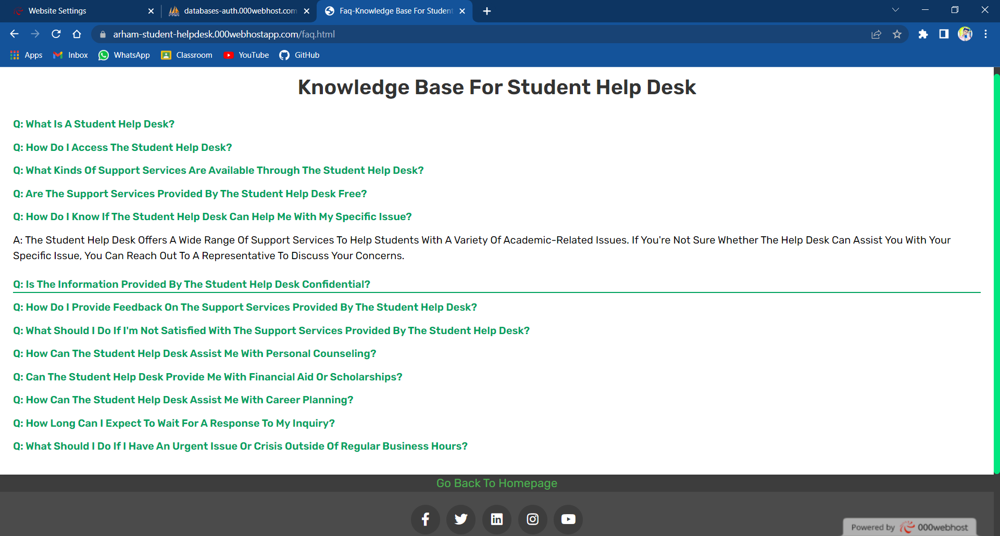 Website Settings
databases-auth.000webhost.com
Faq-Knowledge Base For Student
arham-student-helpdesk.000webhostapp.com/faq.html
Apps
Inbox
WhatsApp
Classroom
YouTube
GitHub
Knowledge Base For Student Help Desk
Q: What Is A Student Help Desk?
Q: How Do I Access The Student Help Desk?
Q: What Kinds Of Support Services Are Available Through The Student Help Desk?
Q: Are The Support Services Provided By The Student Help Desk Free?
Q: How Do I Know If The Student Help Desk Can Help Me With My Specific Issue?
A: The Student Help Desk Offers A Wide Range Of Support Services To Help Students With A Variety Of Academic-Related Issues. If You're Not Sure Whether The Help Desk Can Assist You With Your
Specific Issue, You Can Reach Out To A Representative To Discuss Your Concerns.
Q: Is The Information Provided By The Student Help Desk Confidential?
Q: How Do I Provide Feedback On The Support Services Provided By The Student Help Desk?
Q: What Should I Do If I'm Not Satisfied With The Support Services Provided By The Student Help Desk?
Q: How Can The Student Help Desk Assist Me With Personal Counseling?
Q: Can The Student Help Desk Provide Me With Financial Aid Or Scholarships?
Q: How Can The Student Help Desk Assist Me With Career Planning?
Q: How Long Can I Expect To Wait For A Response To My Inquiry?
Q: What Should I Do If I Have An Urgent Issue Or Crisis Outside Of Regular Business Hours?
Go Back To Homepage
Powered by 000webhost